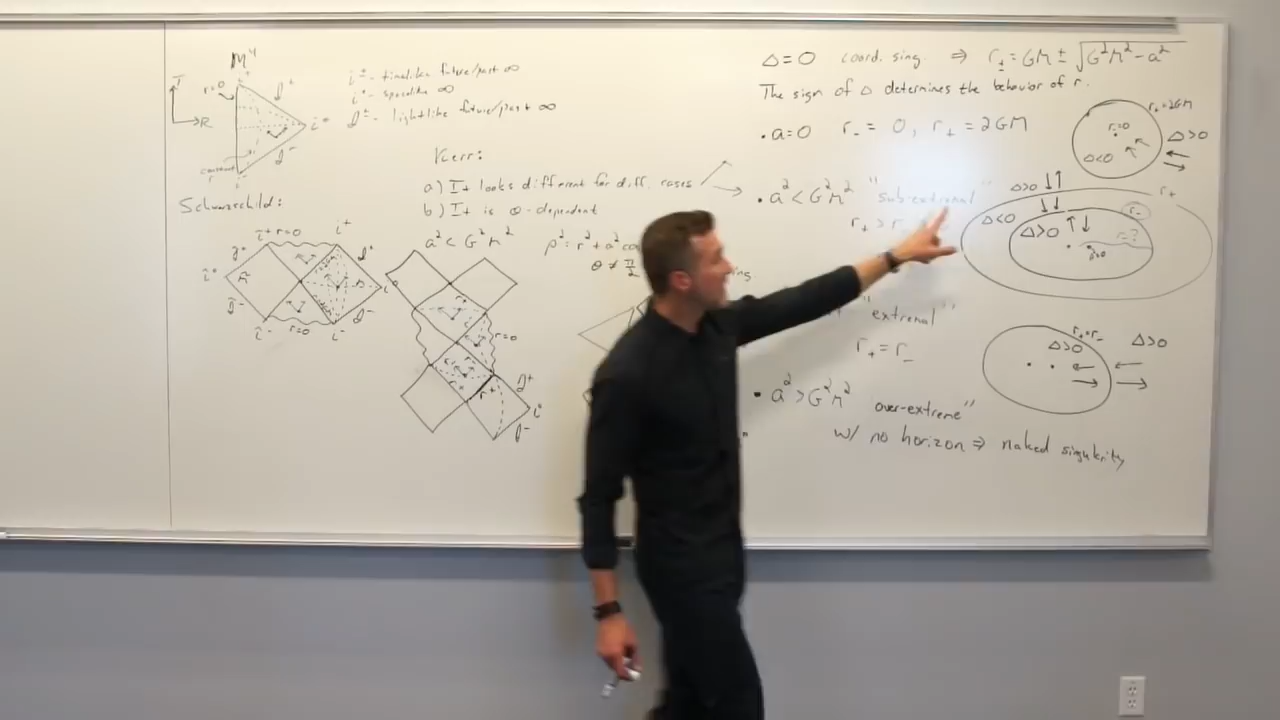 M⁴
T
r=0
R
i⁺
𝒥⁺
i⁰
𝒥⁻
i⁻
i± - timelike future/past ∞
i⁰ - spacelike ∞
𝒥± - lightlike future/past ∞
Kerr:
a) It looks different for diff. cases
b) It is θ-dependent
Schwarzschild:
i⁺ r=0
i⁺
𝒥⁺
i⁰
𝒥⁻
i⁻
r=0
i⁻
a² < G²M²
ρ² = r² + a² co
θ ≠ π/2
r=0
r₊
𝒥⁺
i⁰
𝒥⁻
Δ=0 coord. sing. ⇒ r± = GM ± √G²M²-a²
The sign of Δ determines the behavior of r.
• a=0 r₋ = 0, r₊ = 2GM
r₊=2GM
r=0
Δ>0
Δ<0
• a² < G²M² "sub-extremal"
r₊ > r₋
Δ>0
r₊
Δ<0
r₋
Δ>0
"extremal"
r₊ = r₋
r₊=r₋
Δ>0
Δ>0
• a² > G²M² over-extreme"
w/ no horizon ⇒ naked singularity